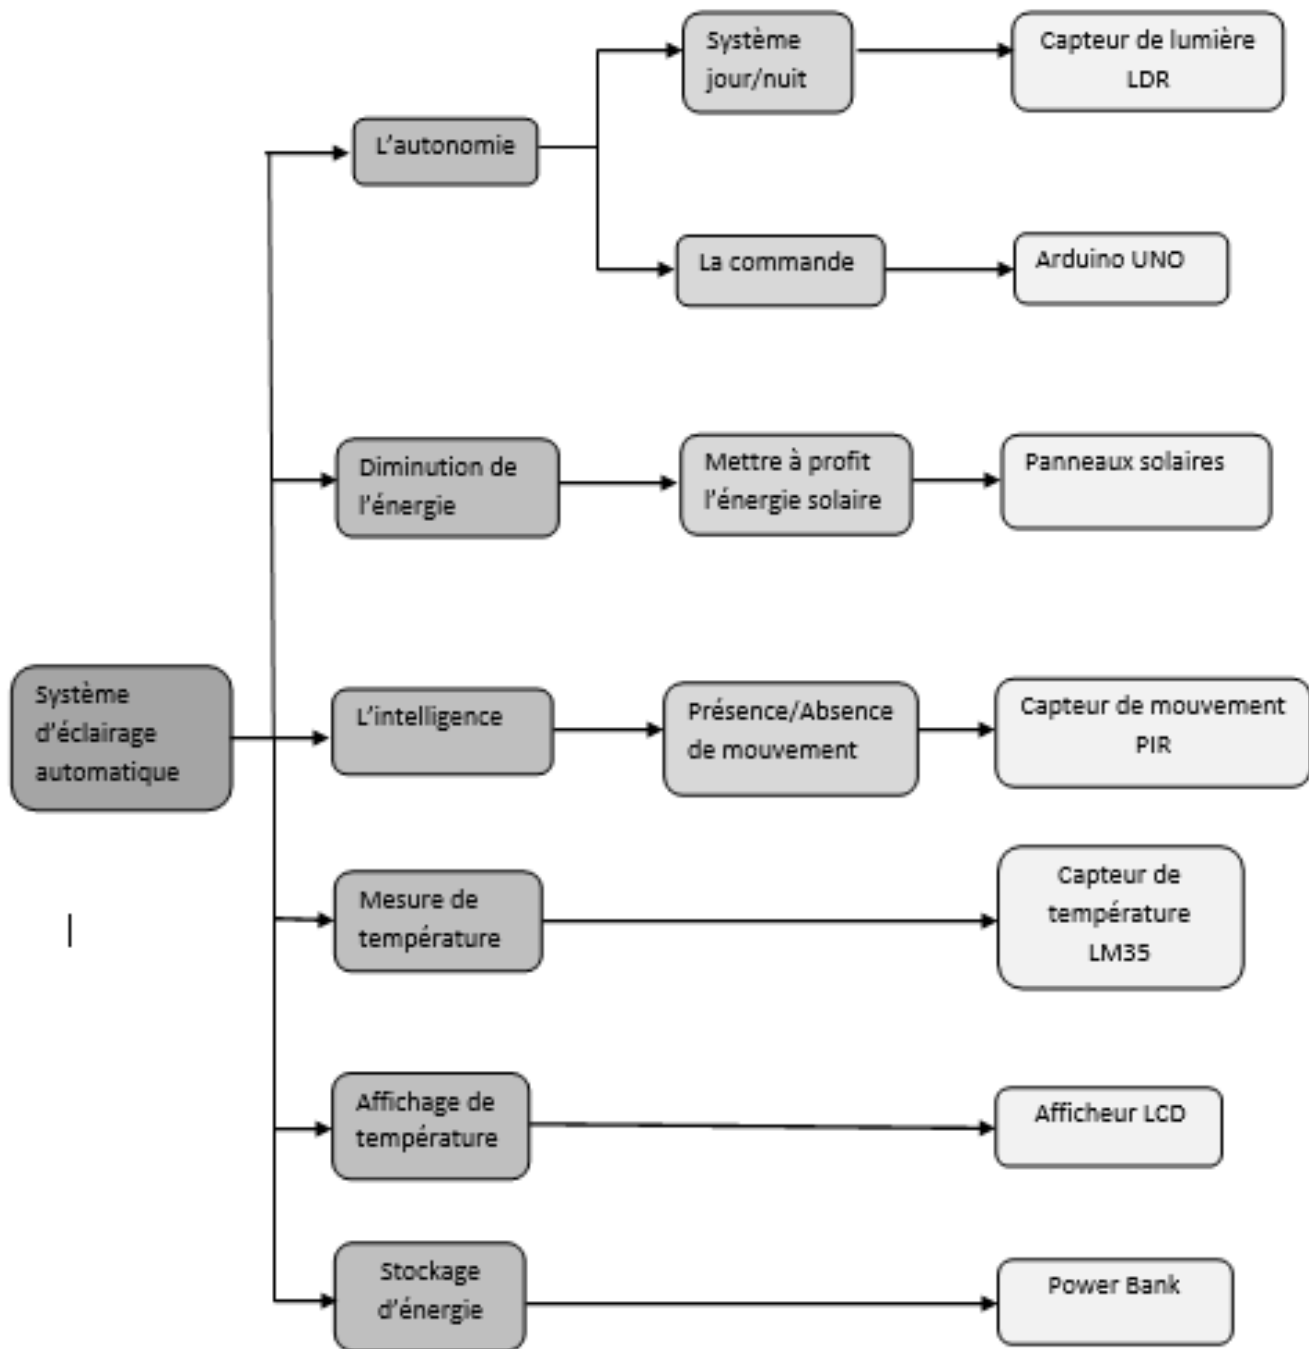 Système
jour/nuit
Capteur de lumière
LDR
L'autonomie
La commande
Arduino UNO
Diminution de
l'énergie
Mettre à profit
l'énergie solaire
Panneaux solaires
Système
d'éclairage
automatique
L'intelligence
Présence/Absence
de mouvement
Capteur de mouvement
PIR
Mesure de
température
Capteur de
température
LM35
Affichage de
température
Afficheur LCD
Stockage
d'énergie
Power Bank